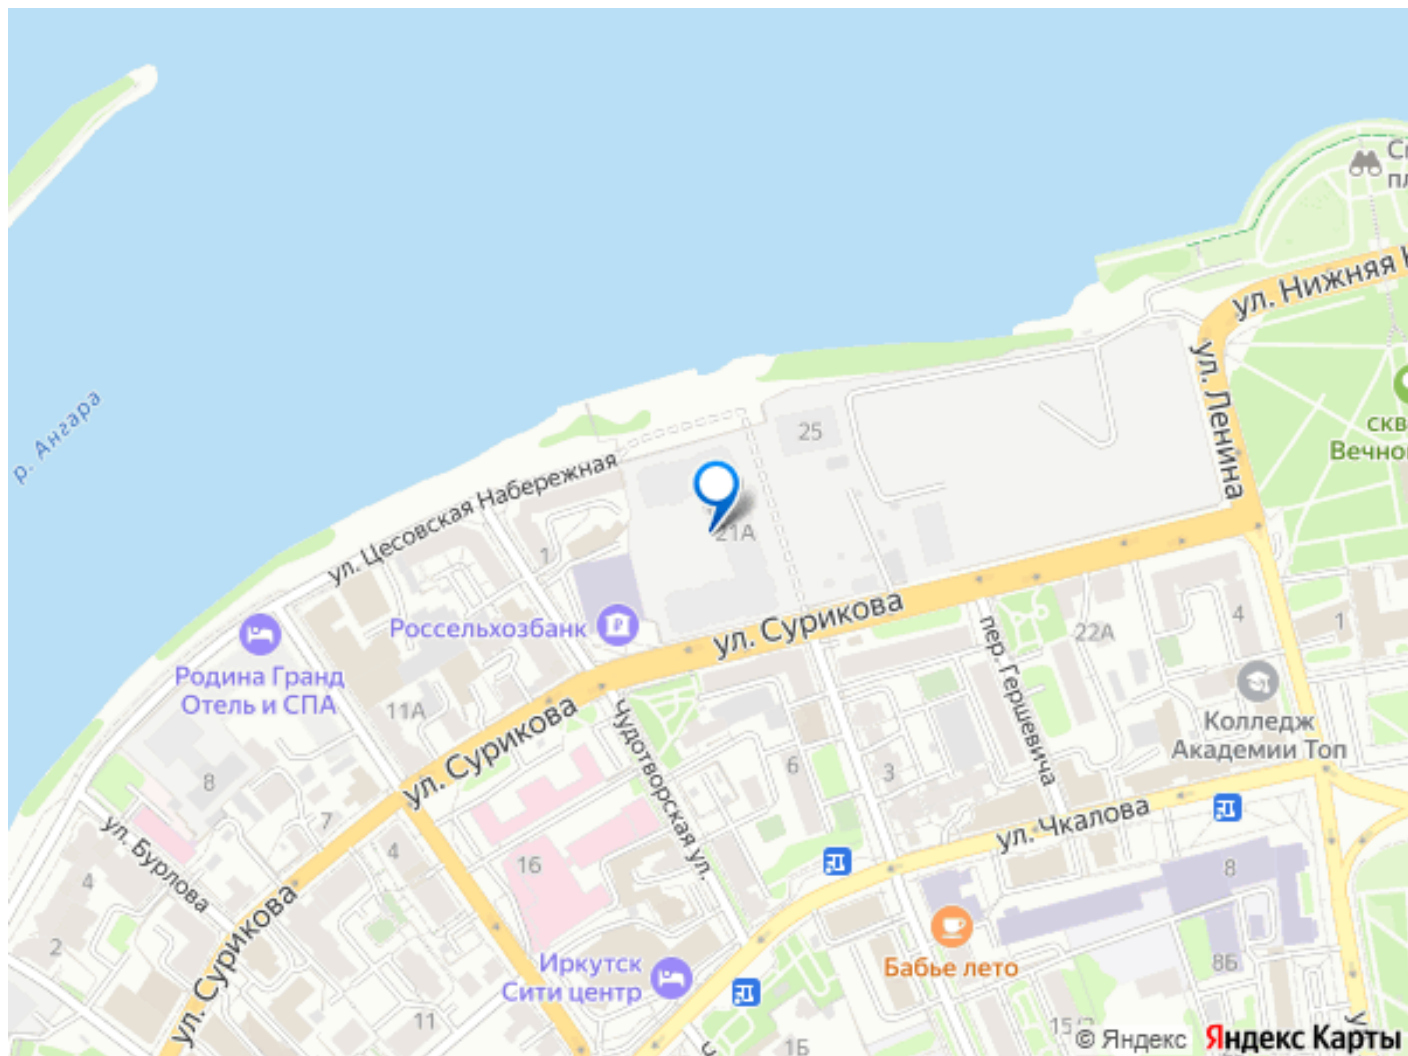 ул. Нижняя
ул. Ленина
скв
Вечно
р. Ангара
25
ул. Цесовская Набережная
21А
1
Россельхозбанк
ул. Сурикова
пер. Гершевича
22А
4
1
Родина Гранд
Отель и СПА
11А
Колледж
Академии Топ
ул. Сурикова
Чудотворская ул.
6
3
8
7
ул. Чкалова
ул. Бурлова
4
4
16
8
2
ул. Сурикова
Бабье лето
8Б
Иркутск
Сити центр
11
1Б
© Яндекс Яндекс Карты